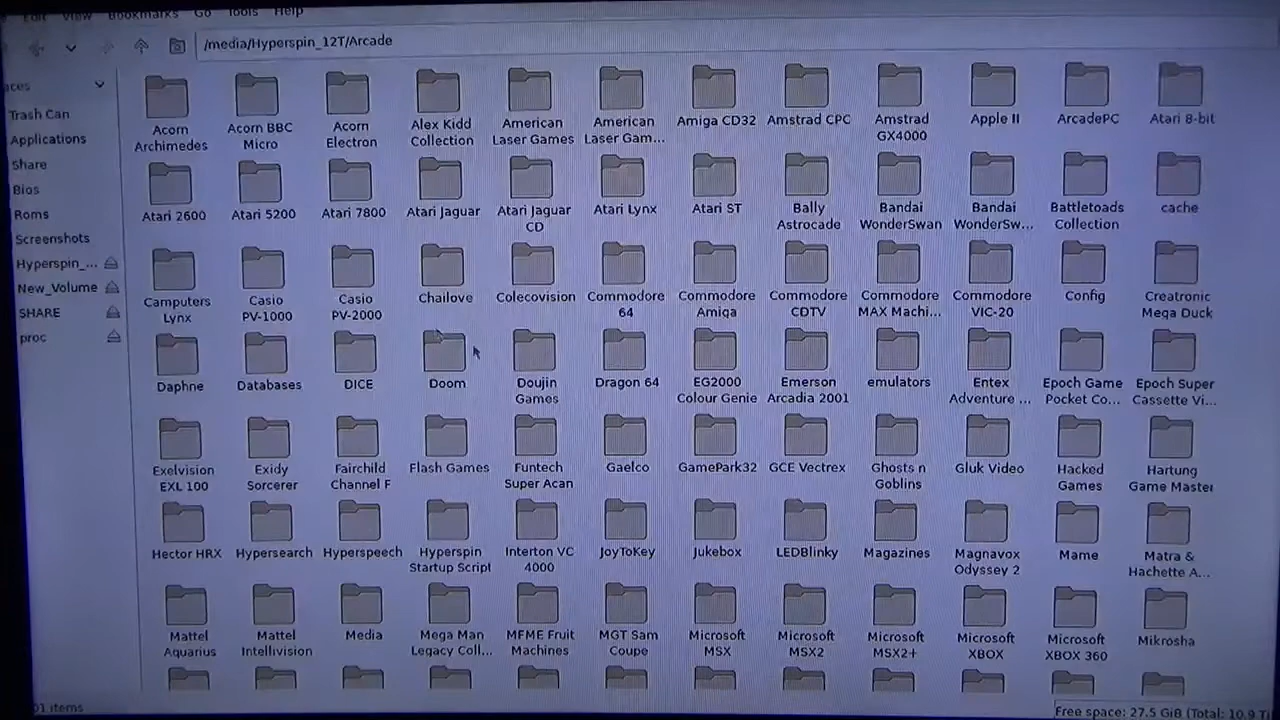 Edit View Bookmarks Go Tools Help
/media/Hyperspin_12T/Arcade
Trash Can
Applications
Share
Bios
Roms
Screenshots
Hyperspin_...
New_Volume
SHARE
proc
Acorn
Archimedes
Acorn BBC
Micro
Acorn
Electron
Alex Kidd
Collection
American
Laser Games
American
Laser Gam...
Amiga CD32
Amstrad CPC
Amstrad
GX4000
Apple II
ArcadePC
Atari 8-bit
Atari 2600
Atari 5200
Atari 7800
Atari Jaguar
Atari Jaguar
CD
Atari Lynx
Atari ST
Bally
Astrocade
Bandai
WonderSwan
Bandai
WonderSw...
Battletoads
Collection
cache
Camputers
Lynx
Casio
PV-1000
Casio
PV-2000
Chailove
Colecovision
Commodore
64
Commodore
Amiga
Commodore
CDTV
Commodore
MAX Machi...
Commodore
VIC-20
Config
Creatronic
Mega Duck
Daphne
Databases
DICE
Doom
Doujin
Games
Dragon 64
EG2000
Colour Genie
Emerson
Arcadia 2001
emulators
Entex
Adventure ...
Epoch Game
Pocket Co...
Epoch Super
Cassette Vi...
Exelvision
EXL 100
Exidy
Sorcerer
Fairchild
Channel F
Flash Games
Funtech
Super Acan
Gaelco
GamePark32
GCE Vectrex
Ghosts n
Goblins
Gluk Video
Hacked
Games
Hartung
Game Master
Hector HRX
Hypersearch
Hyperspeech
Hyperspin
Startup Script
Interton VC
4000
JoyToKey
Jukebox
LEDBlinky
Magazines
Magnavox
Odyssey 2
Mame
Matra &
Hachette A...
Mattel
Aquarius
Mattel
Intellivision
Media
Mega Man
Legacy Coll...
MFME Fruit
Machines
MGT Sam
Coupe
Microsoft
MSX
Microsoft
MSX2
Microsoft
MSX2+
Microsoft
XBOX
Microsoft
XBOX 360
Mikrosha
items
Free space: 27.5 GiB (Total: 10.9